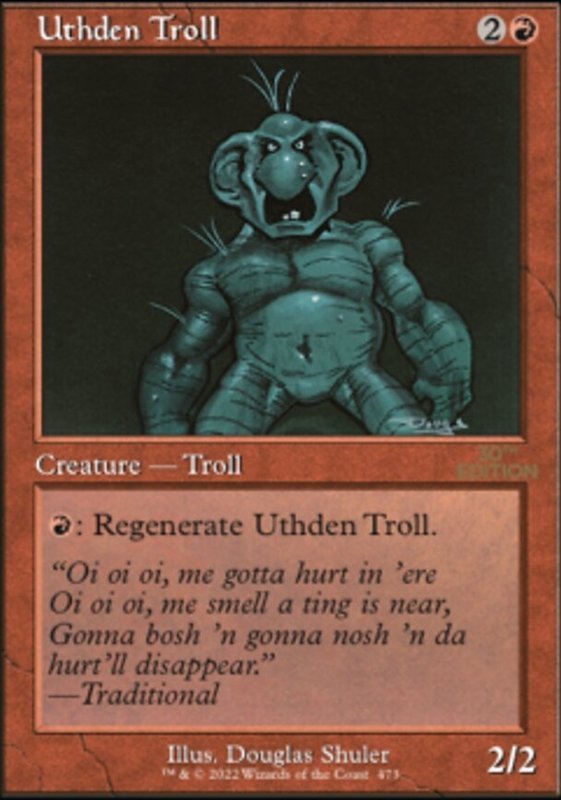 Uthden Troll
2
Doug S
Creature — Troll
30TH
EDITION
: Regenerate Uthden Troll.
“Oi oi oi, me gotta hurt in ’ere
Oi oi oi, me smell a ting is near,
Gonna bosh ’n gonna nosh ’n da
hurt’ll disappear.”
—Traditional
Illus. Douglas Shuler
™ & © 2022 Wizards of the Coast 473
2/2